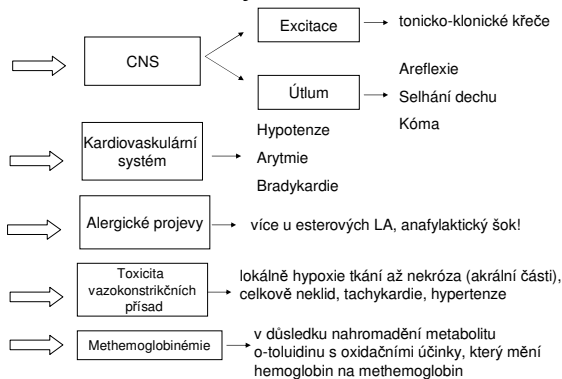 Excitace
tonicko-klonické křeče
CNS
Útlum
Areflexie
Selhání dechu
Kóma
Kardiovaskulární
systém
Hypotenze
Arytmie
Bradykardie
Alergické projevy
více u esterových LA, anafylaktický šok!
Toxicita
vazokonstrikčních
přísad
lokálně hypoxie tkání až nekróza (akrální části),
celkově neklid, tachykardie, hypertenze
Methemoglobinémie
v důsledku nahromadění metabolitu
o-toluidinu s oxidačními účinky, který mění
hemoglobin na methemoglobin